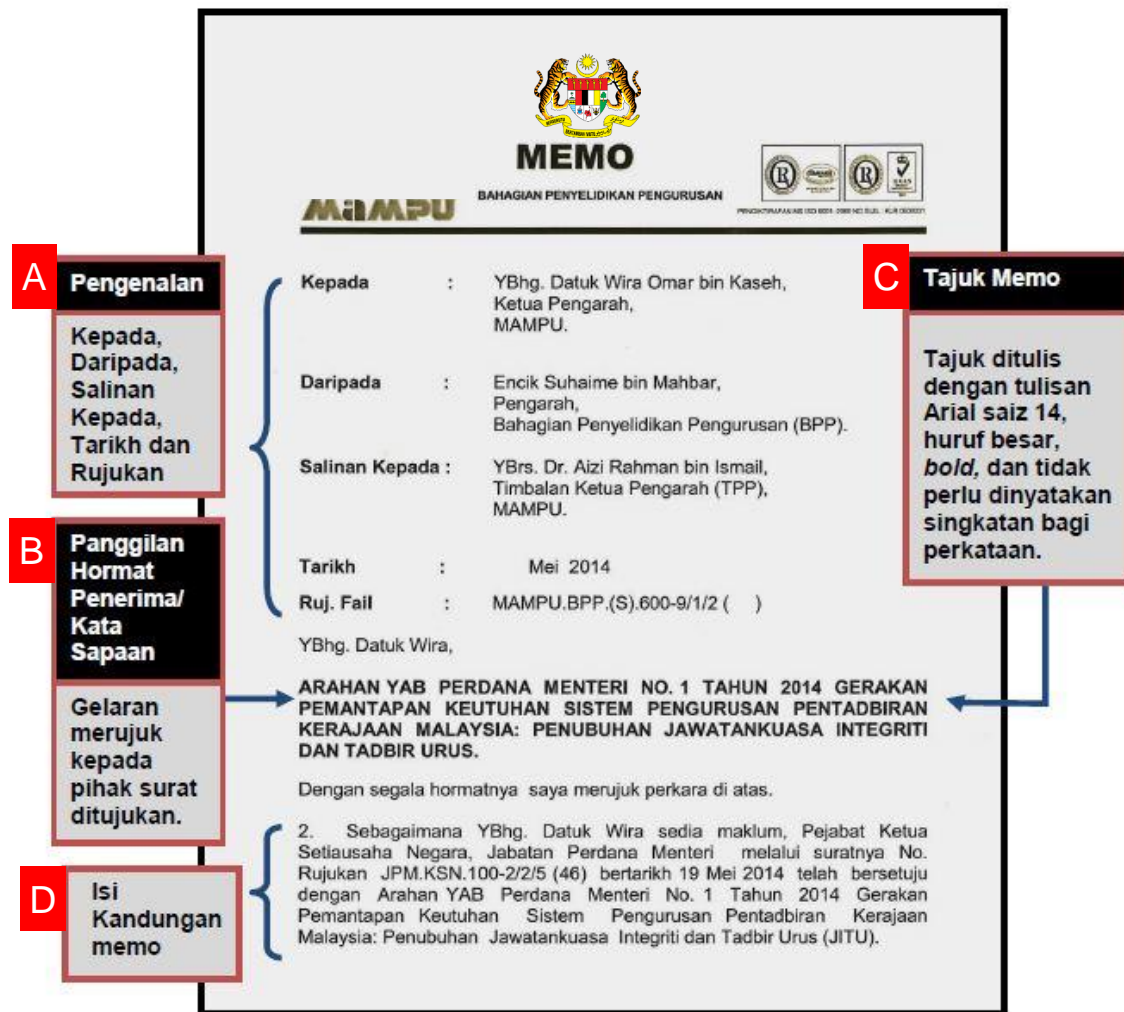 MEMO
BAHAGIAN PENYELIDIKAN PENGURUSAN
MAMPU
A
Pengenalan
Kepada,
Daripada,
Salinan
Kepada,
Tarikh dan
Rujukan
B
Panggilan
Hormat
Penerima/
Kata
Sapaan
Gelaran
merujuk
kepada
pihak surat
ditujukan.
D
Isi
Kandungan
memo
Kepada : YBhg. Datuk Wira Omar bin Kaseh,
Ketua Pengarah,
MAMPU.
Daripada : Encik Suhaime bin Mahbar,
Pengarah,
Bahagian Penyelidikan Pengurusan (BPP).
Salinan Kepada : YBrs. Dr. Aizi Rahman bin Ismail,
Timbalan Ketua Pengarah (TPP),
MAMPU.
Tarikh : Mei 2014
Ruj. Fail : MAMPU.BPP.(S).600-9/1/2 ( )
YBhg. Datuk Wira,
ARAHAN YAB PERDANA MENTERI NO. 1 TAHUN 2014 GERAKAN
PEMANTAPAN KEUTUHAN SISTEM PENGURUSAN PENTADBIRAN
KERAJAAN MALAYSIA: PENUBUHAN JAWATANKUASA INTEGRITI
DAN TADBIR URUS.
Dengan segala hormatnya saya merujuk perkara di atas.
2. Sebagaimana YBhg. Datuk Wira sedia maklum, Pejabat Ketua
Setiausaha Negara, Jabatan Perdana Menteri melalui suratnya No.
Rujukan JPM.KSN.100-2/2/5 (46) bertarikh 19 Mei 2014 telah bersetuju
dengan Arahan YAB Perdana Menteri No. 1 Tahun 2014 Gerakan
Pemantapan Keutuhan Sistem Pengurusan Pentadbiran Kerajaan
Malaysia: Penubuhan Jawatankuasa Integriti dan Tadbir Urus (JITU).
C
Tajuk Memo
Tajuk ditulis
dengan tulisan
Arial saiz 14,
huruf besar,
bold, dan tidak
perlu dinyatakan
singkatan bagi
perkataan.